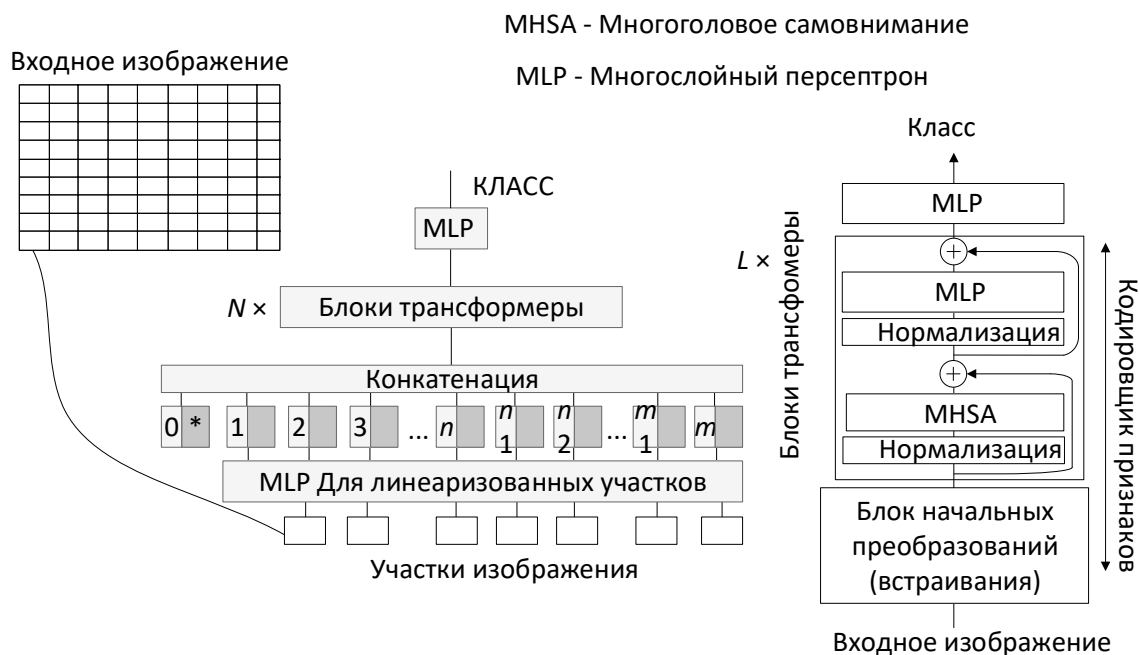 MHSA - Многоголовое самовнимание
MLP - Многослойный персептрон
Входное изображение
КЛАСС
MLP
N ×
Блоки трансформеры
Конкатенация
0 * 1 2 3 ... n n 1 n 2 ... m 1 m
MLP Для линеаризованных участков
Участки изображения
Класс
MLP
L ×
Блоки трансфомеры
+
MLP
Нормализация
+
MHSA
Нормализация
Кодировщик признаков
Блок начальных
преобразований
(встраивания)
Входное изображение